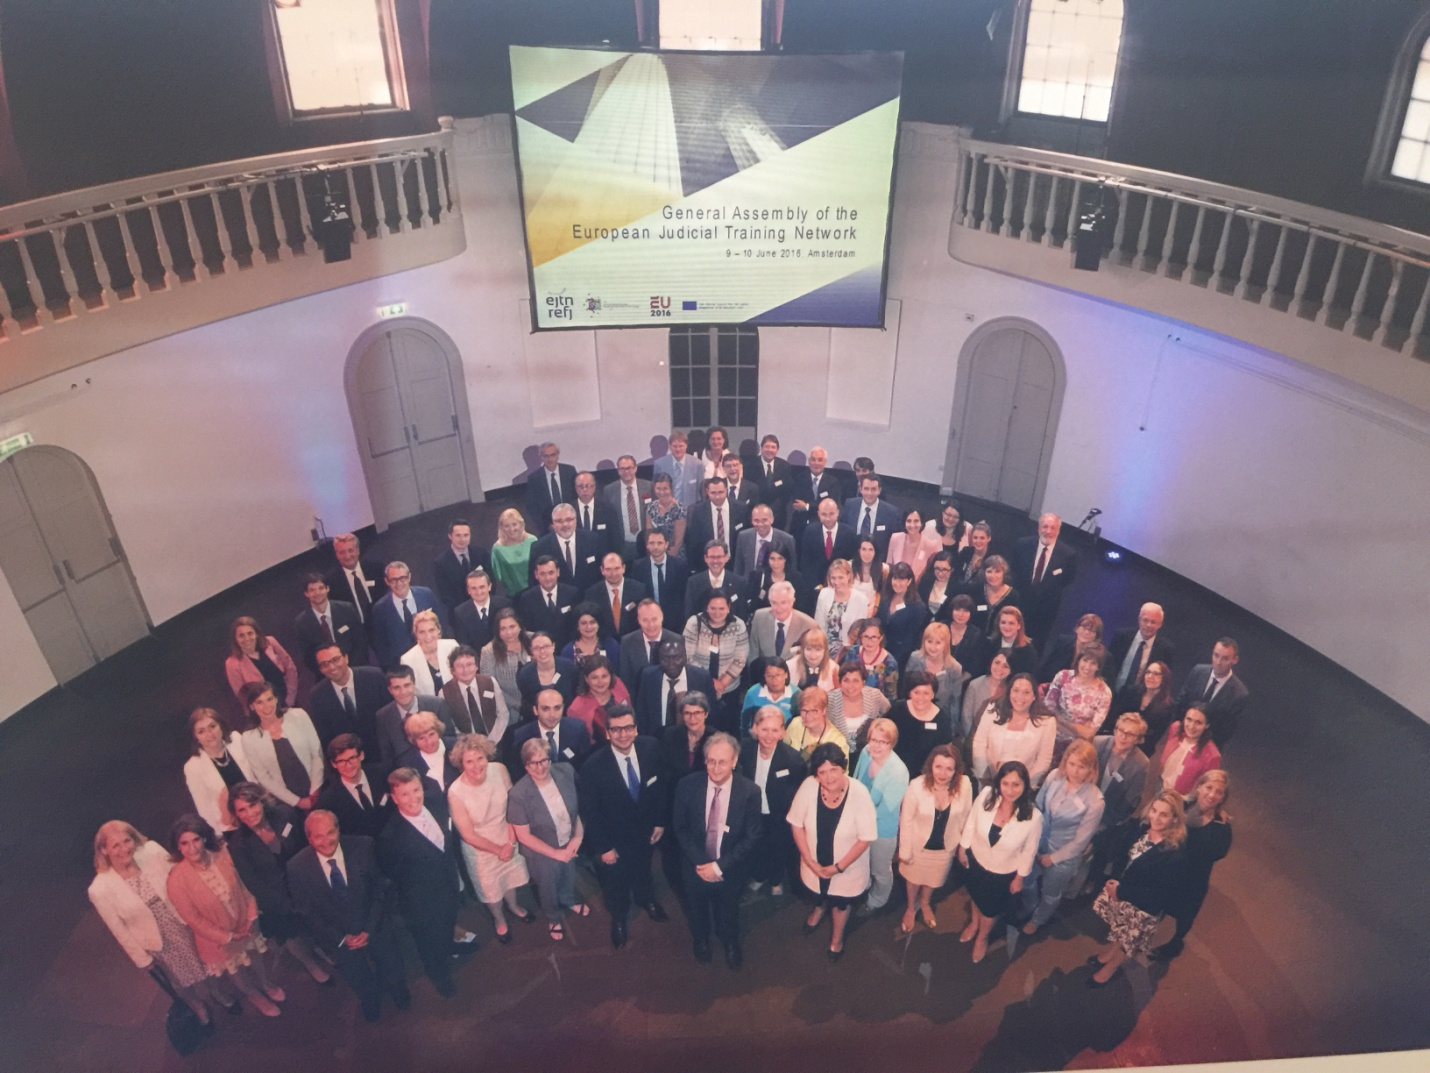 General Assembly of the
European Judicial Training Network
9 – 10 June 2016, Amsterdam
ejtn
refj
EU
2016